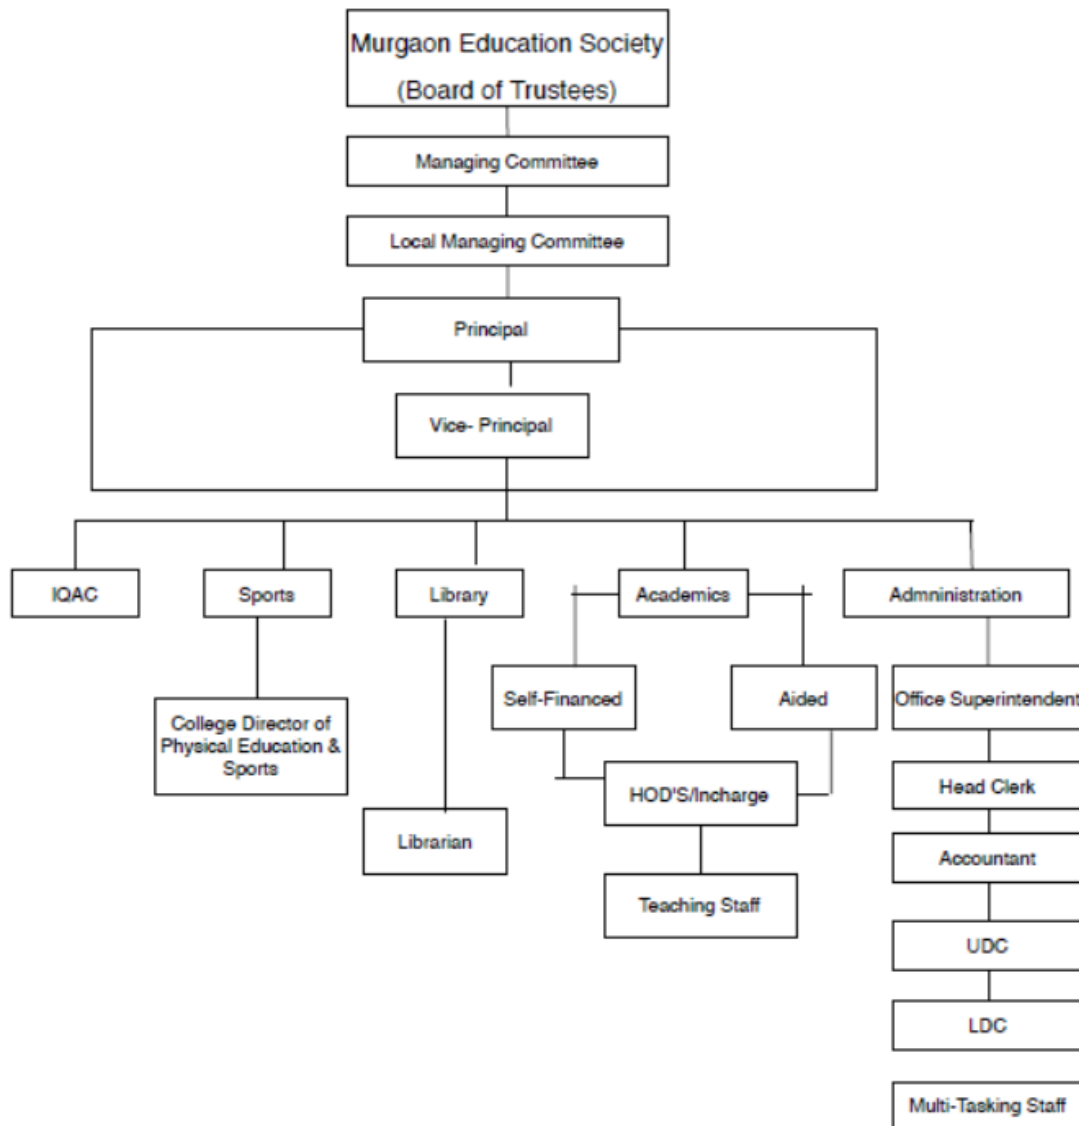 Murgaon Education Society
(Board of Trustees)
Managing Committee
Local Managing Committee
Principal
Vice- Principal
IQAC
Sports
Library
Academics
Admninistration
Self-Financed
Aided
Office Superintendent
College Director of
Physical Education &
Sports
HOD'S/Incharge
Head Clerk
Librarian
Accountant
Teaching Staff
UDC
LDC
Multi-Tasking Staff